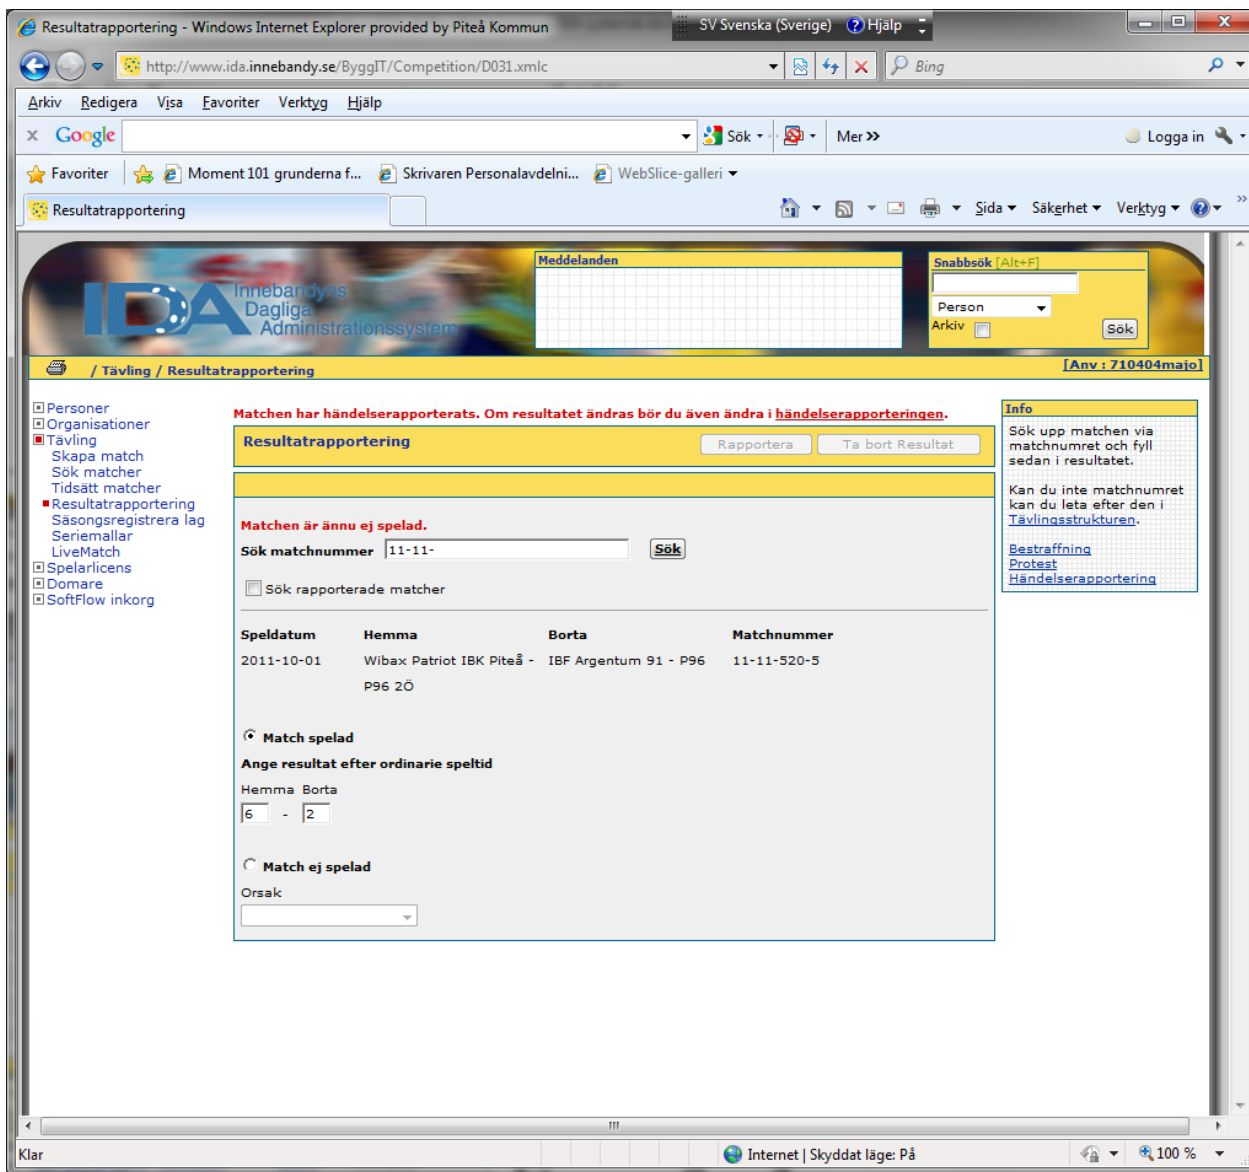 Resultatrapportering - Windows Internet Explorer provided by Piteå Kommun
SV Svenska (Sverige) Hjälp
http://www.ida.innebandy.se/ByggIT/Competition/D031.xmlc
Bing
Arkiv Redigera Visa Favoriter Verktyg Hjälp
x Google Sök Mer >> Logga in
Favoriter Moment 101 grunderna f... Skrivaren Personalavdelni... WebSlice-galleri
Resultatrapportering Sida Säkerhet Verktyg
IDA Innebandyns
Dagliga
Administrationssystem
Meddelanden
Snabbsök [Alt+F]
Person
Arkiv Sök
/ Tävling / Resultatrapportering [Anv : 710404majo]
Personer
Organisationer
Tävling
Skapa match
Sök matcher
Tidsätt matcher
Resultatrapportering
Säsongsregistrera lag
Seriemallar
LiveMatch
Spelarlicens
Domare
SoftFlow inkorg
Matchen har händelserapporterats. Om resultatet ändras bör du även ändra i händelserapporteringen.
Resultatrapportering Rapportera Ta bort Resultat
Matchen är ännu ej spelad.
Sök matchnummer 11-11- Sök
Sök rapporterade matcher
Speldatum Hemma Borta Matchnummer
2011-10-01 Wibax Patriot IBK Piteå - IBF Argentum 91 - P96 11-11-520-5
P96 2Ö
Match spelad
Ange resultat efter ordinarie speltid
Hemma Borta
6 - 2
Match ej spelad
Orsak
Info
Sök upp matchen via
matchnumret och fyll
sedan i resultatet.
Kan du inte matchnumret
kan du leta efter den i
Tävlingsstrukturen.
Bestraffning
Protest
Händelserapportering
Klar Internet | Skyddat läge: På 100 %